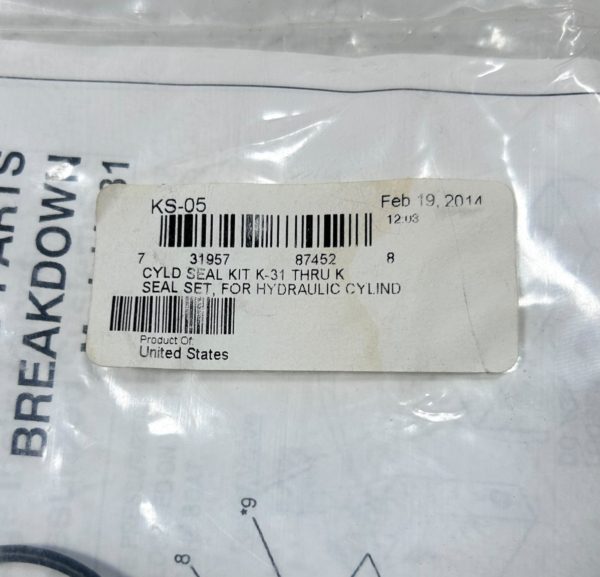 KS-05
Feb 19, 2014
12:03
7 31957 87452 8
CYLD SEAL KIT K-31 THRU K
SEAL SET, FOR HYDRAULIC CYLIND
Product Of:
United States
PARTS
BREAKDOWN
*9
8